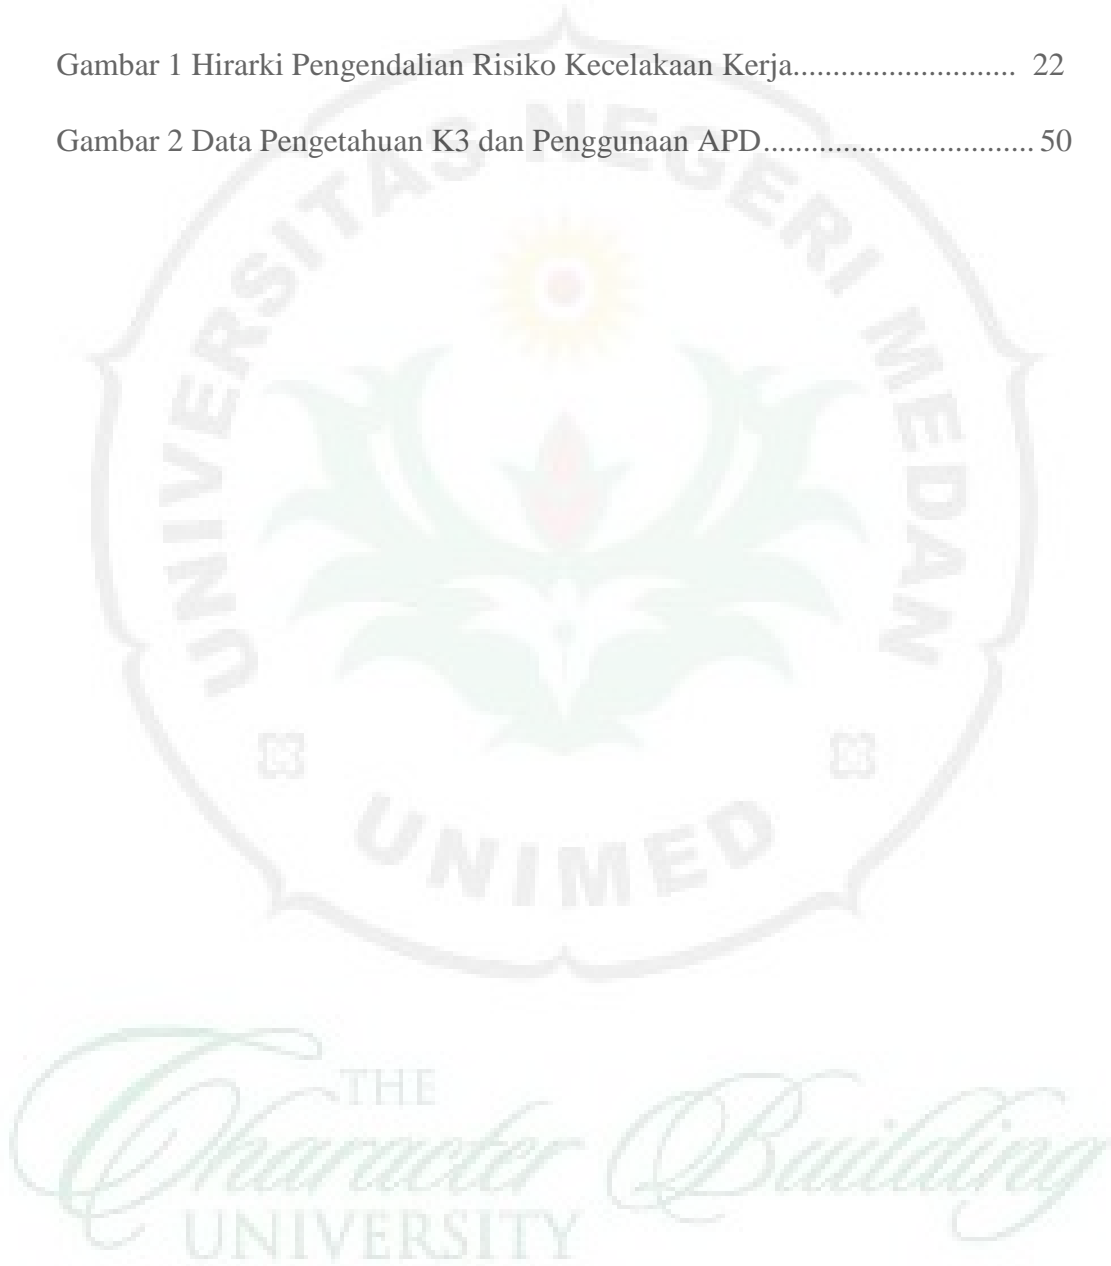 Gambar 1 Hirarki Pengendalian Risiko Kecelakaan Kerja............................ 22
Gambar 2 Data Pengetahuan K3 dan Penggunaan APD.................................. 50
UNIVERSITAS NEGERI MEDAN
UNIMED
THE
Character Building
UNIVERSITY